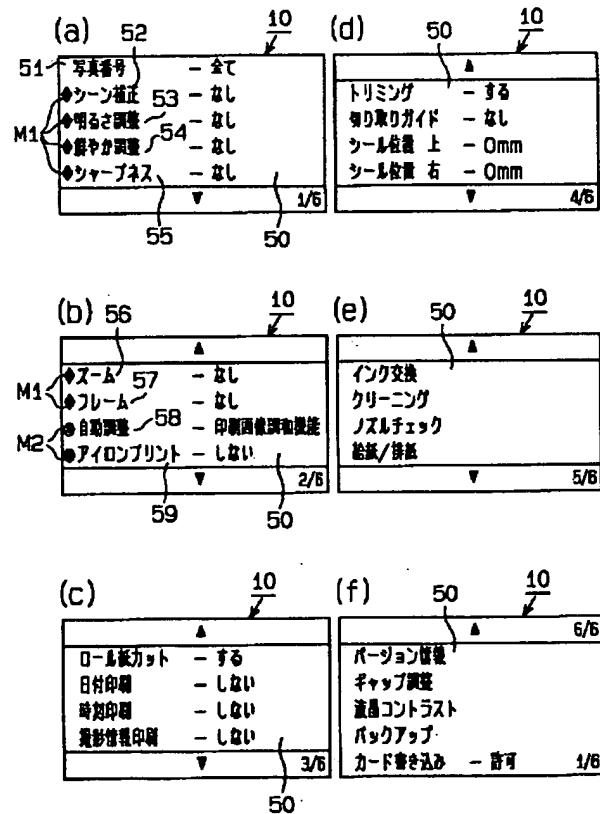 (a)
10
52
51
写真番号 － 全て
◆シーン補正 － なし
53
◆明るさ調整 － なし
54
M1
◆鮮やか調整 － なし
◆シャープネス － なし
▼ 1/6
55
50
(d)
50
10
▲
トリミング － する
切り取りガイド － なし
シール位置 上 － 0mm
シール位置 右 － 0mm
▼ 4/6
(b)
56
10
▲
◆ズーム － なし
M1
57
◆フレーム － なし
58
●自動調整 － 印刷画像調和機能
M2
●アイロンプリント － しない
▼ 2/6
59
50
(e)
50
10
▲
インク交換
クリーニング
ノズルチェック
給紙/排紙
▼ 5/6
(c)
10
▲
ロール紙カット － する
日付印刷 － しない
時刻印刷 － しない
撮影情報印刷 － しない
▼ 3/6
50
(f)
50
10
▲ 6/6
バージョン情報
ギャップ調整
液晶コントラスト
バックアップ
カード書き込み － 許可 1/6